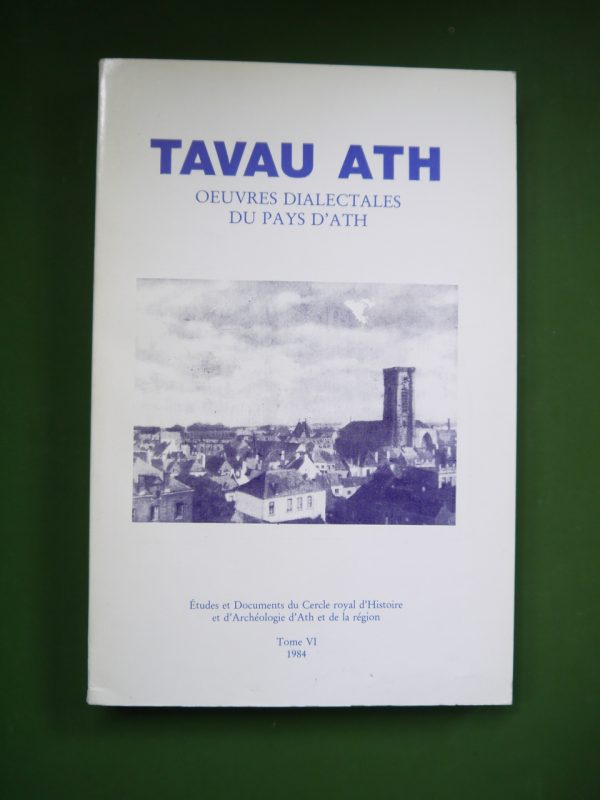 TAVAU ATH
OEUVRES DIALECTALES
DU PAYS D'ATH
Études et Documents du Cercle royal d'Histoire
et d'Archéologie d'Ath et de la région
Tome VI
1984